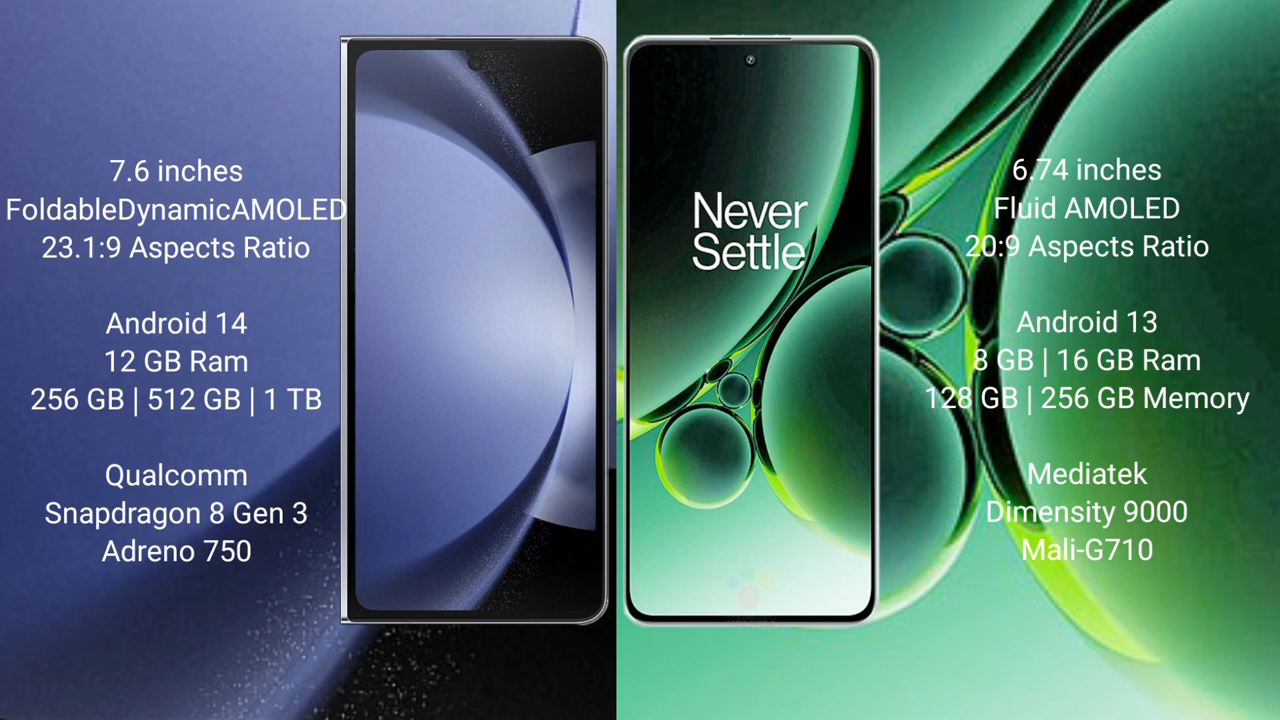 7.6 inches
FoldableDynamicAMOLED
23.1:9 Aspects Ratio
Android 14
12 GB Ram
256 GB | 512 GB | 1 TB
Qualcomm
Snapdragon 8 Gen 3
Adreno 750
Never
Settle
6.74 inches
Fluid AMOLED
20:9 Aspects Ratio
Android 13
8 GB | 16 GB Ram
128 GB | 256 GB Memory
Mediatek
Dimensity 9000
Mali-G710